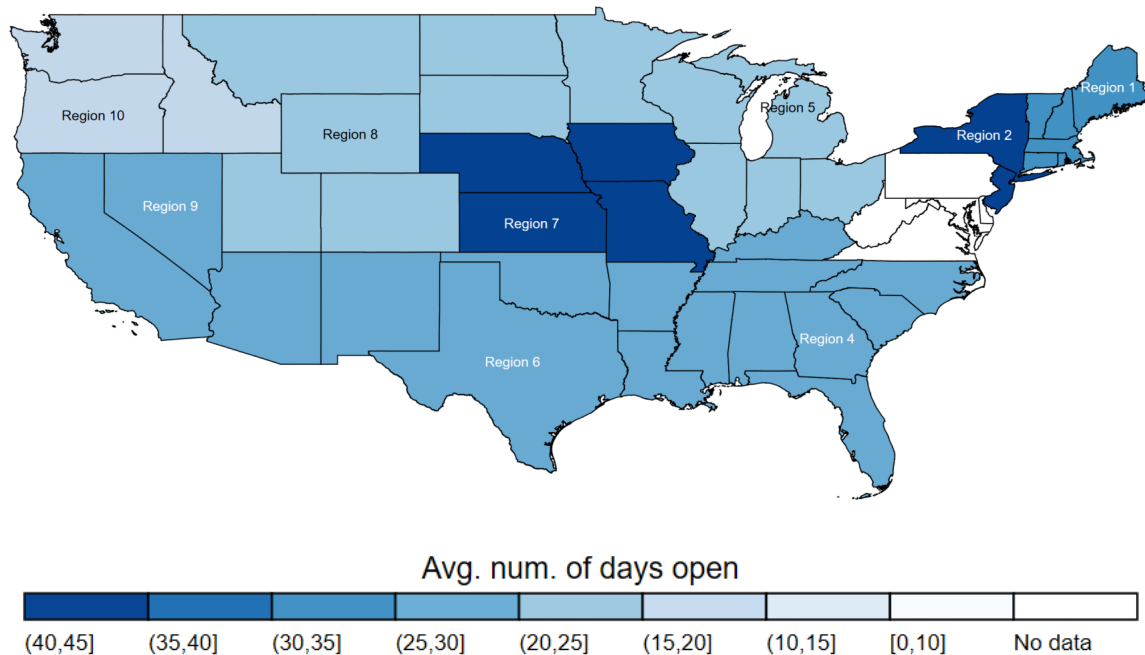 Region 1
Region 5
Region 10
Region 8
Region 2
Region 9
Region 7
Region 4
Region 6
Avg. num. of days open
(40,45] (35,40] (30,35] (25,30] (20,25] (15,20] (10,15] [0,10] No data